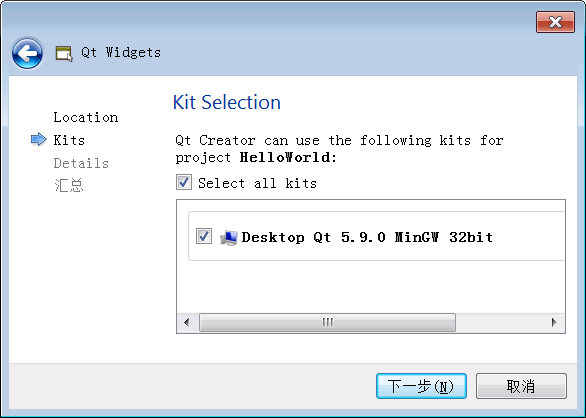 Qt Widgets
Location
Kits
Details
汇总
Kit Selection
Qt Creator can use the following kits for
project HelloWorld:
Select all kits
Desktop Qt 5.9.0 MinGW 32bit
下一步(N)
取消